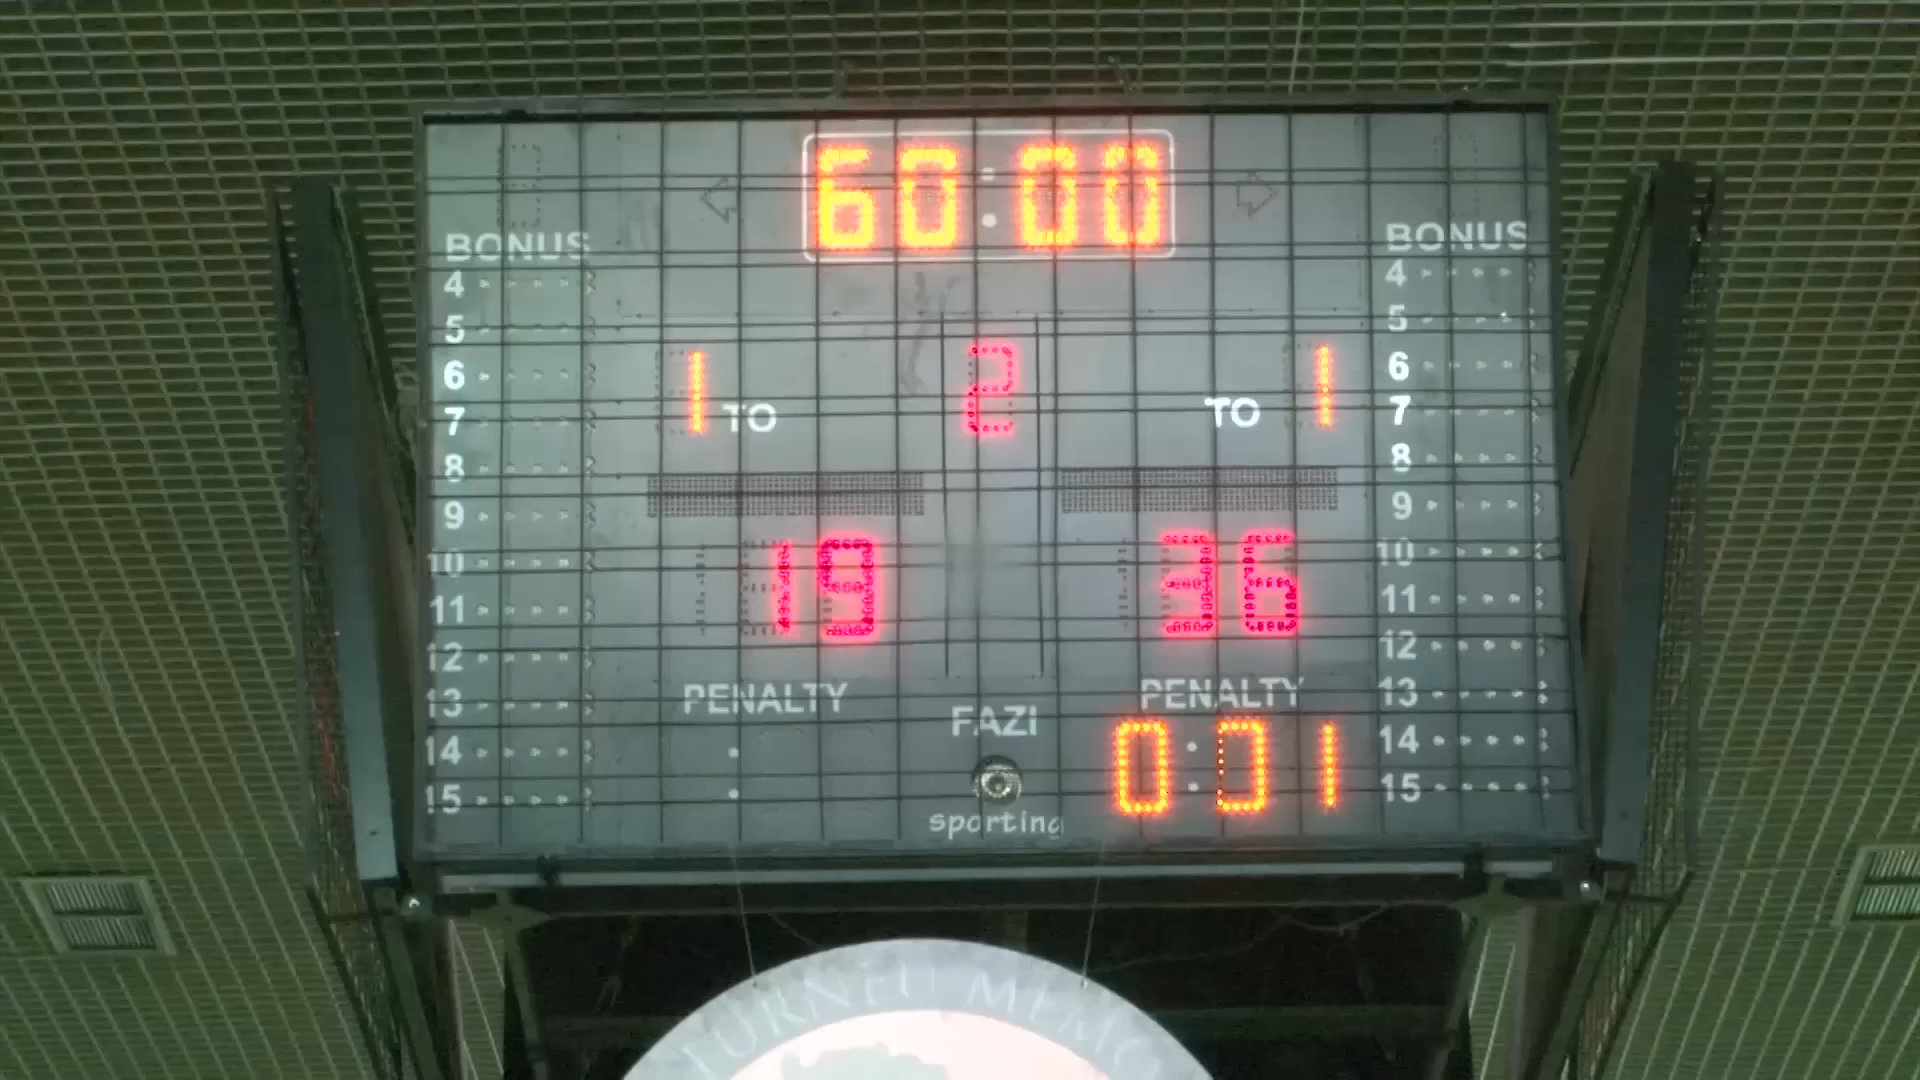 60:00
BONUS BONUS
4 4
5 5
6 1 TO 2 TO 1 6
7 7
8 8
9 9
10 19 36 10
11 11
12 12
13 PENALTY PENALTY 13
FAZI
14 : 0:01 14
15 15
sporting
TURNEU MEMO